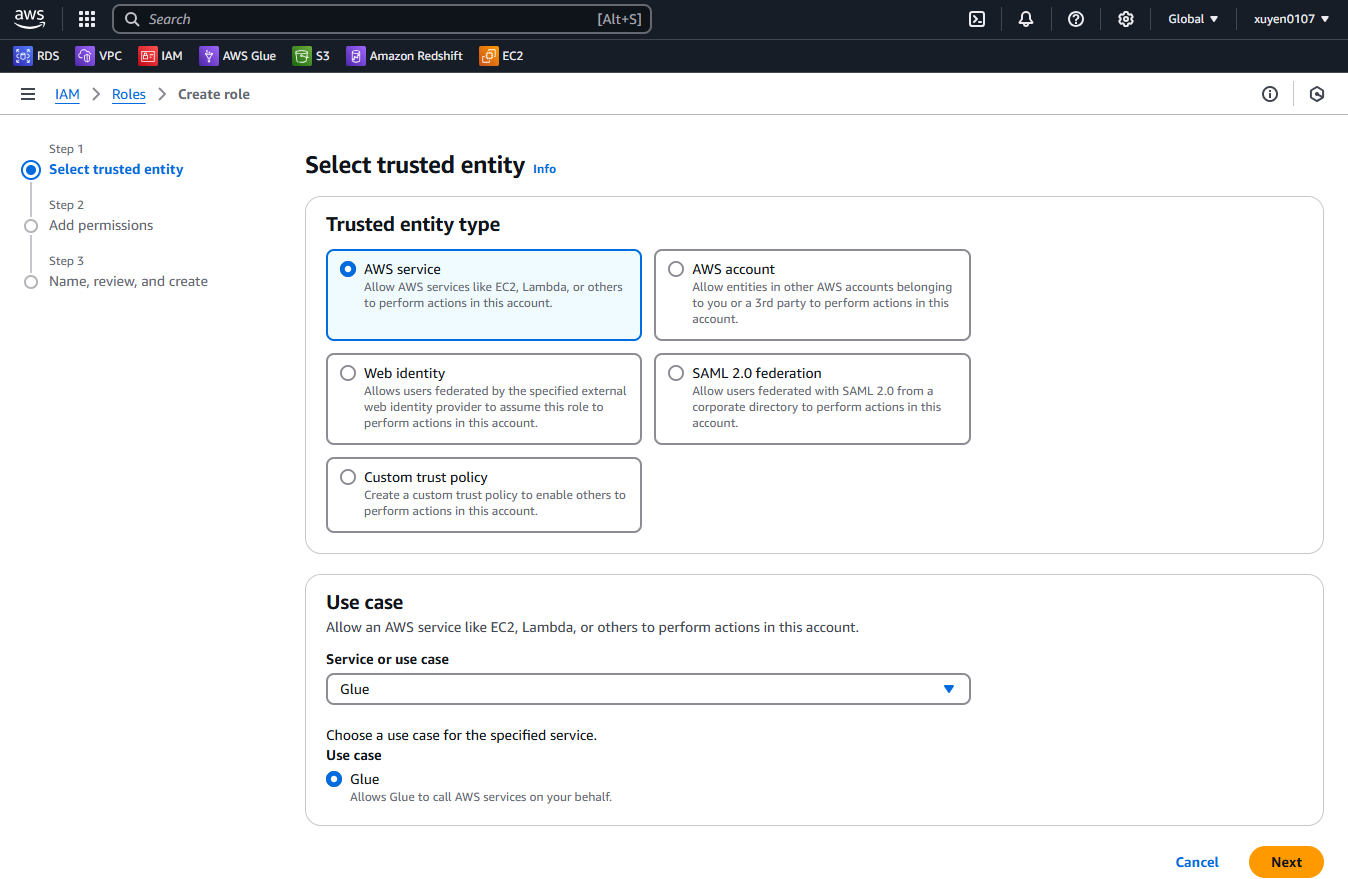 aws
Search [Alt+S]
Global
xuyen0107
RDS
VPC
IAM
AWS Glue
S3
Amazon Redshift
EC2
IAM
Roles
Create role
Step 1
Select trusted entity
Step 2
Add permissions
Step 3
Name, review, and create
Select trusted entity Info
Trusted entity type
AWS service
Allow AWS services like EC2, Lambda, or others
to perform actions in this account.
AWS account
Allow entities in other AWS accounts belonging
to you or a 3rd party to perform actions in this
account.
Web identity
Allows users federated by the specified external
web identity provider to assume this role to
perform actions in this account.
SAML 2.0 federation
Allow users federated with SAML 2.0 from a
corporate directory to perform actions in this
account.
Custom trust policy
Create a custom trust policy to enable others to
perform actions in this account.
Use case
Allow an AWS service like EC2, Lambda, or others to perform actions in this account.
Service or use case
Glue
Choose a use case for the specified service.
Use case
Glue
Allows Glue to call AWS services on your behalf.
Cancel
Next